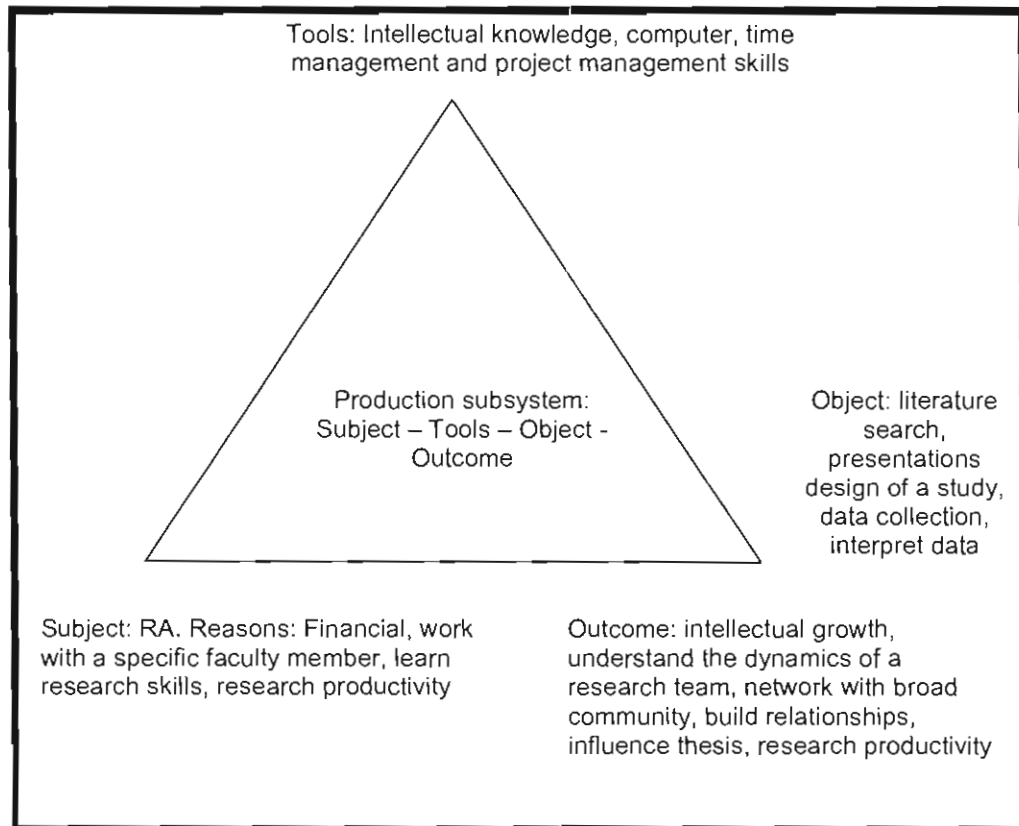 Tools: Intellectual knowledge, computer, time
management and project management skills
Production subsystem:
Subject – Tools – Object -
Outcome
Object: literature
search,
presentations
design of a study,
data collection,
interpret data
Subject: RA. Reasons: Financial, work
with a specific faculty member, learn
research skills, research productivity
Outcome: intellectual growth,
understand the dynamics of a
research team, network with broad
community, build relationships,
influence thesis, research productivity